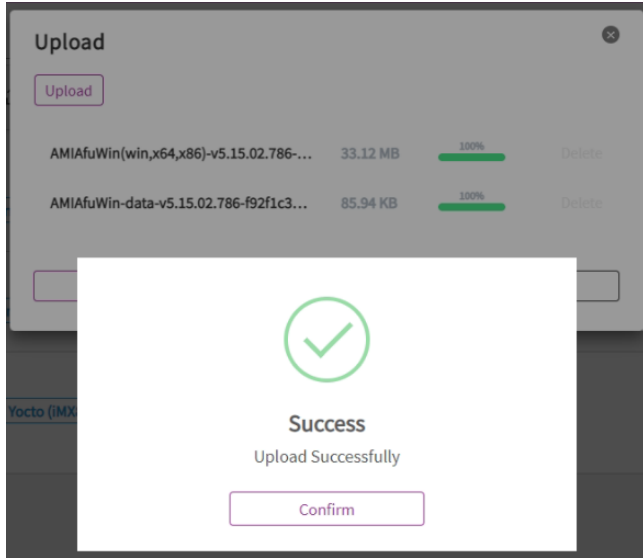 Upload
Upload
AMIAfuWin(win,x64,x86)-v5.15.02.786-... 33.12 MB 100% Delete
AMIAfuWin-data-v5.15.02.786-f92f1c3... 85.94 KB 100% Delete
Yocto (iMX
Success
Upload Successfully
Confirm